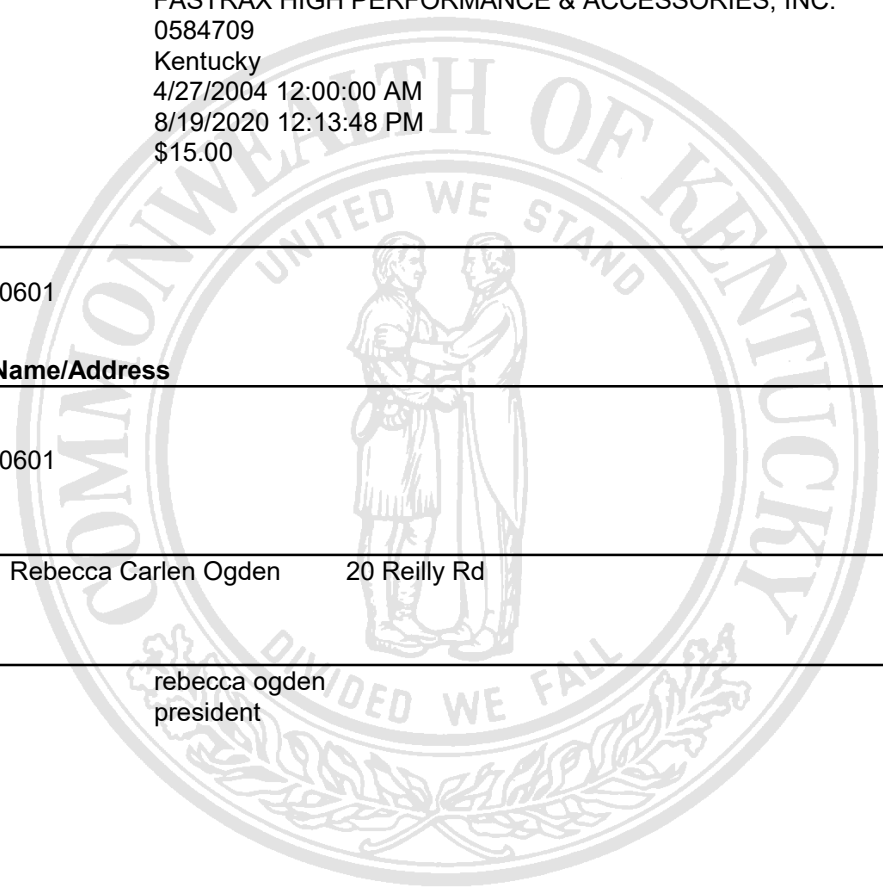 FASTRAX HIGH PERFORMANCE & ACCESSORIES, INC.
0584709
Kentucky
4/27/2004 12:00:00 AM
8/19/2020 12:13:48 PM
$15.00
COMMONWEALTH OF KENTUCKY
UNITED WE STAND
0601
Name/Address
0601
Rebecca Carlen Ogden 20 Reilly Rd
DIVIDED WE FALL
rebecca ogden
president